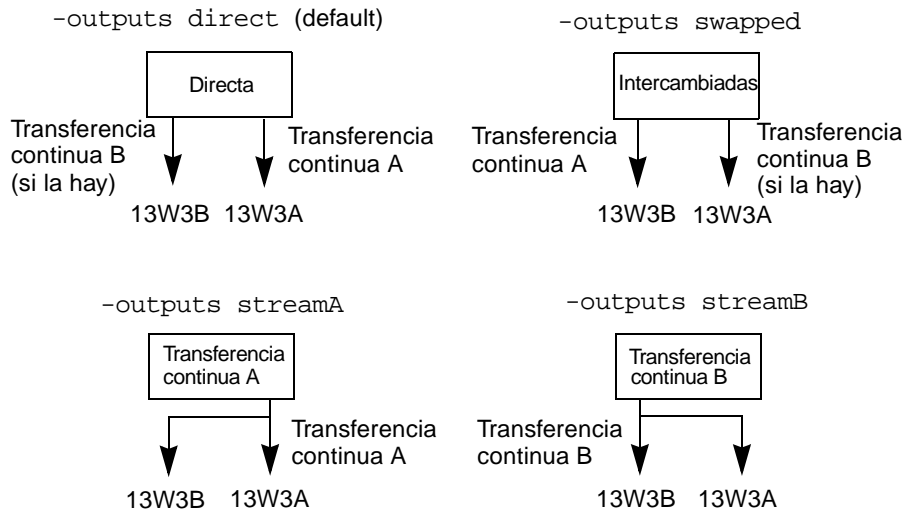 -outputs direct (default)
Directa
Transferencia
continua B
(si la hay)
Transferencia
continua A
13W3B 13W3A
-outputs swapped
Intercambiadas
Transferencia
continua A
Transferencia
continua B
(si la hay)
13W3B 13W3A
-outputs streamA
Transferencia
continua A
Transferencia
continua A
13W3B 13W3A
-outputs streamB
Transferencia
continua B
Transferencia
continua B
13W3B 13W3A